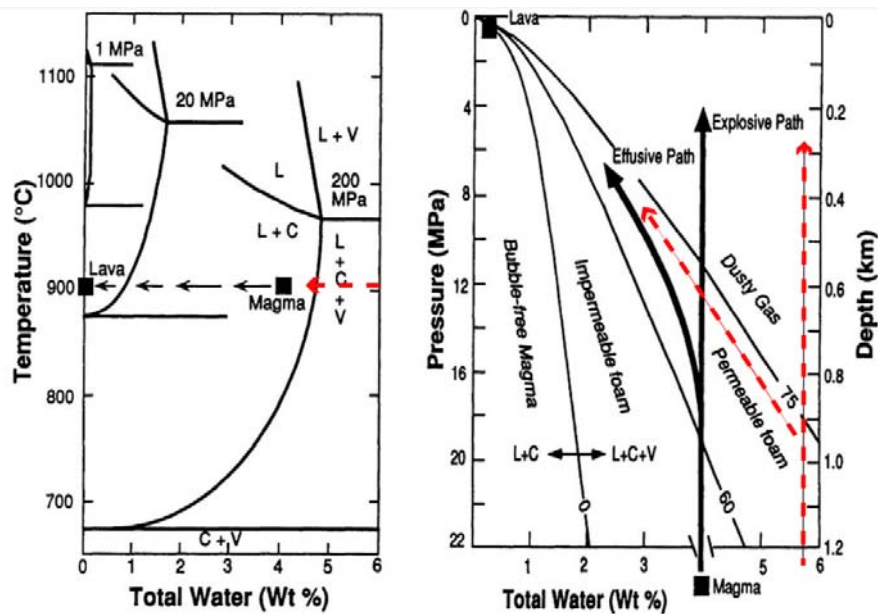 1 MPa
20 MPa
L + V
L
200
MPa
L + C
L
+
C
+
V
Lava
Magma
C + V
1100
1000
900
800
700
Temperature (°C)
0
1
2
3
4
5
6
Total Water (Wt %)
Lava
Explosive Path
Effusive Path
Bubble-free Magma
Impermeable foam
Dusty Gas
Permeable foam
75
60
0
L+C
L+C+V
Magma
0
4
8
12
16
20
22
Pressure (MPa)
0
0.2
0.4
0.6
0.8
1.0
1.2
Depth (km)
0
1
2
3
5
6
Total Water (Wt %)